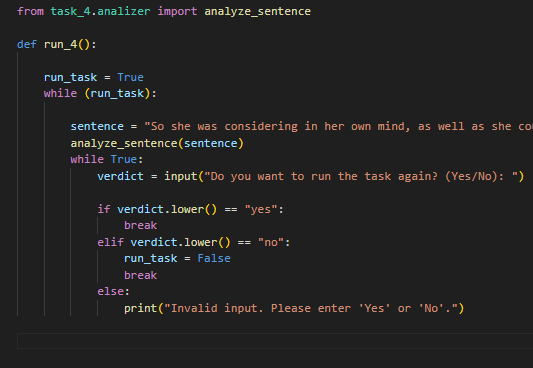 from task_4.analizer import analyze_sentence
def run_4():
run_task = True
while (run_task):
sentence = "So she was considering in her own mind, as well as she
analyze_sentence(sentence)
while True:
verdict = input("Do you want to run the task again? (Yes/No): ")
if verdict.lower() == "yes":
break
elif verdict.lower() == "no":
run_task = False
break
else:
print("Invalid input. Please enter 'Yes' or 'No'.")